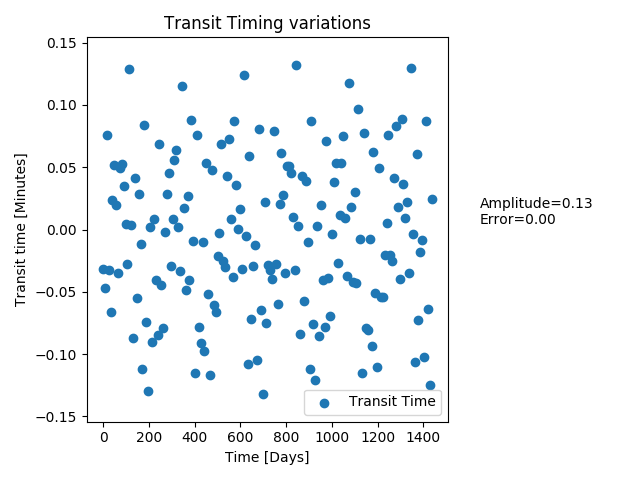 Transit Timing variations
Transit time [Minutes]
0.15
0.10
0.05
0.00
−0.05
−0.10
−0.15
0
200
400
600
800
1000
1200
1400
Time [Days]
Transit Time
Amplitude=0.13
Error=0.00